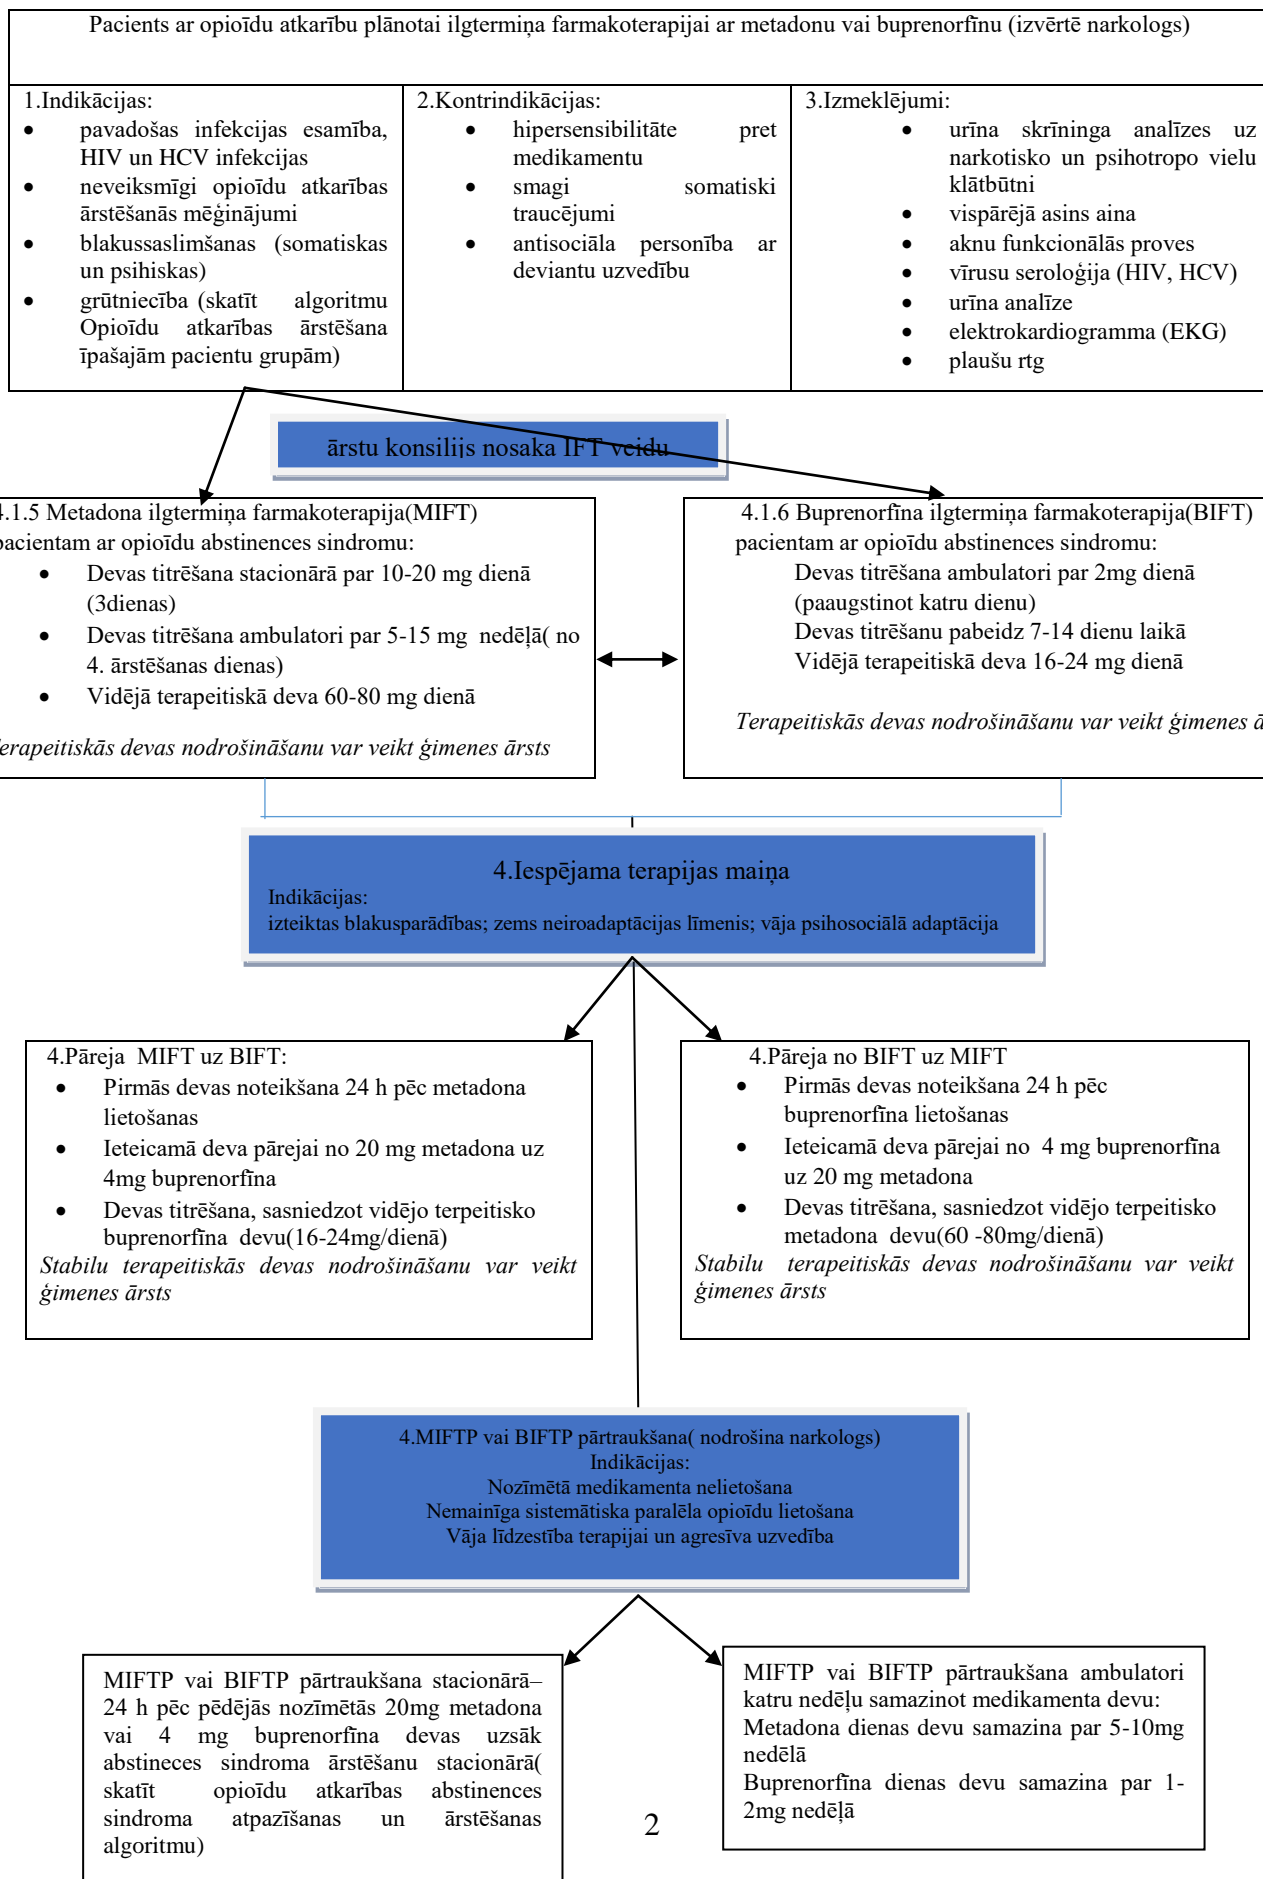 Pacients ar opioīdu atkarību plānotai ilgtermiņa farmakoterapijai ar metadonu vai buprenorfīnu (izvērtē narkologs)
1.Indikācijas:
• pavadošas infekcijas esamība,
HIV un HCV infekcijas
• neveiksmīgi opioīdu atkarības
ārstēšanās mēģinājumi
• blakussaslimšanas (somatiskas
un psihiskas)
• grūtniecība (skatīt algoritmu
Opioīdu atkarības ārstēšana
īpašajām pacientu grupām)
2.Kontrindikācijas:
• hipersensibilitāte pret
medikamentu
• smagi somatiski
traucējumi
• antisociāla personība ar
deviantu uzvedību
3.Izmeklējumi:
• urīna skrīninga analīzes uz
narkotisko un psihotropo vielu
klātbūtni
• vispārējā asins aina
• aknu funkcionālās proves
• vīrusu seroloģija (HIV, HCV)
• urīna analīze
• elektrokardiogramma (EKG)
• plaušu rtg
ārstu konsilijs nosaka IFT veidu
4.1.5 Metadona ilgtermiņa farmakoterapija(MIFT)
pacientam ar opioīdu abstinences sindromu:
• Devas titrēšana stacionārā par 10-20 mg dienā
(3dienas)
• Devas titrēšana ambulatori par 5-15 mg nedēļā( no
4. ārstēšanas dienas)
• Vidējā terapeitiskā deva 60-80 mg dienā
Terapeitiskās devas nodrošināšanu var veikt ģimenes ārsts
4.1.6 Buprenorfīna ilgtermiņa farmakoterapija(BIFT)
pacientam ar opioīdu abstinences sindromu:
Devas titrēšana ambulatori par 2mg dienā
(paaugstinot katru dienu)
Devas titrēšanu pabeidz 7-14 dienu laikā
Vidējā terapeitiskā deva 16-24 mg dienā
Terapeitiskās devas nodrošināšanu var veikt ģimenes ā
4.Iespējama terapijas maiņa
Indikācijas:
izteiktas blakusparādības; zems neiroadaptācijas līmenis; vāja psihosociālā adaptācija
4.Pāreja MIFT uz BIFT:
• Pirmās devas noteikšana 24 h pēc metadona
lietošanas
• Ieteicamā deva pārejai no 20 mg metadona uz
4mg buprenorfīna
• Devas titrēšana, sasniedzot vidējo terpeitisko
buprenorfīna devu(16-24mg/dienā)
Stabilu terapeitiskās devas nodrošināšanu var veikt
ģimenes ārsts
4.Pāreja no BIFT uz MIFT
• Pirmās devas noteikšana 24 h pēc
buprenorfīna lietošanas
• Ieteicamā deva pārejai no 4 mg buprenorfīna
uz 20 mg metadona
• Devas titrēšana, sasniedzot vidējo terpeitisko
metadona devu(60 -80mg/dienā)
Stabilu terapeitiskās devas nodrošināšanu var veikt
ģimenes ārsts
4.MIFTP vai BIFTP pārtraukšana( nodrošina narkologs)
Indikācijas:
Nozīmētā medikamenta nelietošana
Nemainīga sistemātiska paralēla opioīdu lietošana
Vāja līdzestība terapijai un agresīva uzvedība
MIFTP vai BIFTP pārtraukšana stacionārā–
24 h pēc pēdējās nozīmētās 20mg metadona
vai 4 mg buprenorfīna devas uzsāk
abstineces sindroma ārstēšanu stacionārā(
skatīt opioīdu atkarības abstinences
sindroma atpazīšanas un ārstēšanas
algoritmu)
MIFTP vai BIFTP pārtraukšana ambulatori
katru nedēļu samazinot medikamenta devu:
Metadona dienas devu samazina par 5-10mg
nedēlā
Buprenorfīna dienas devu samazina par 1-
2mg nedēļā
2